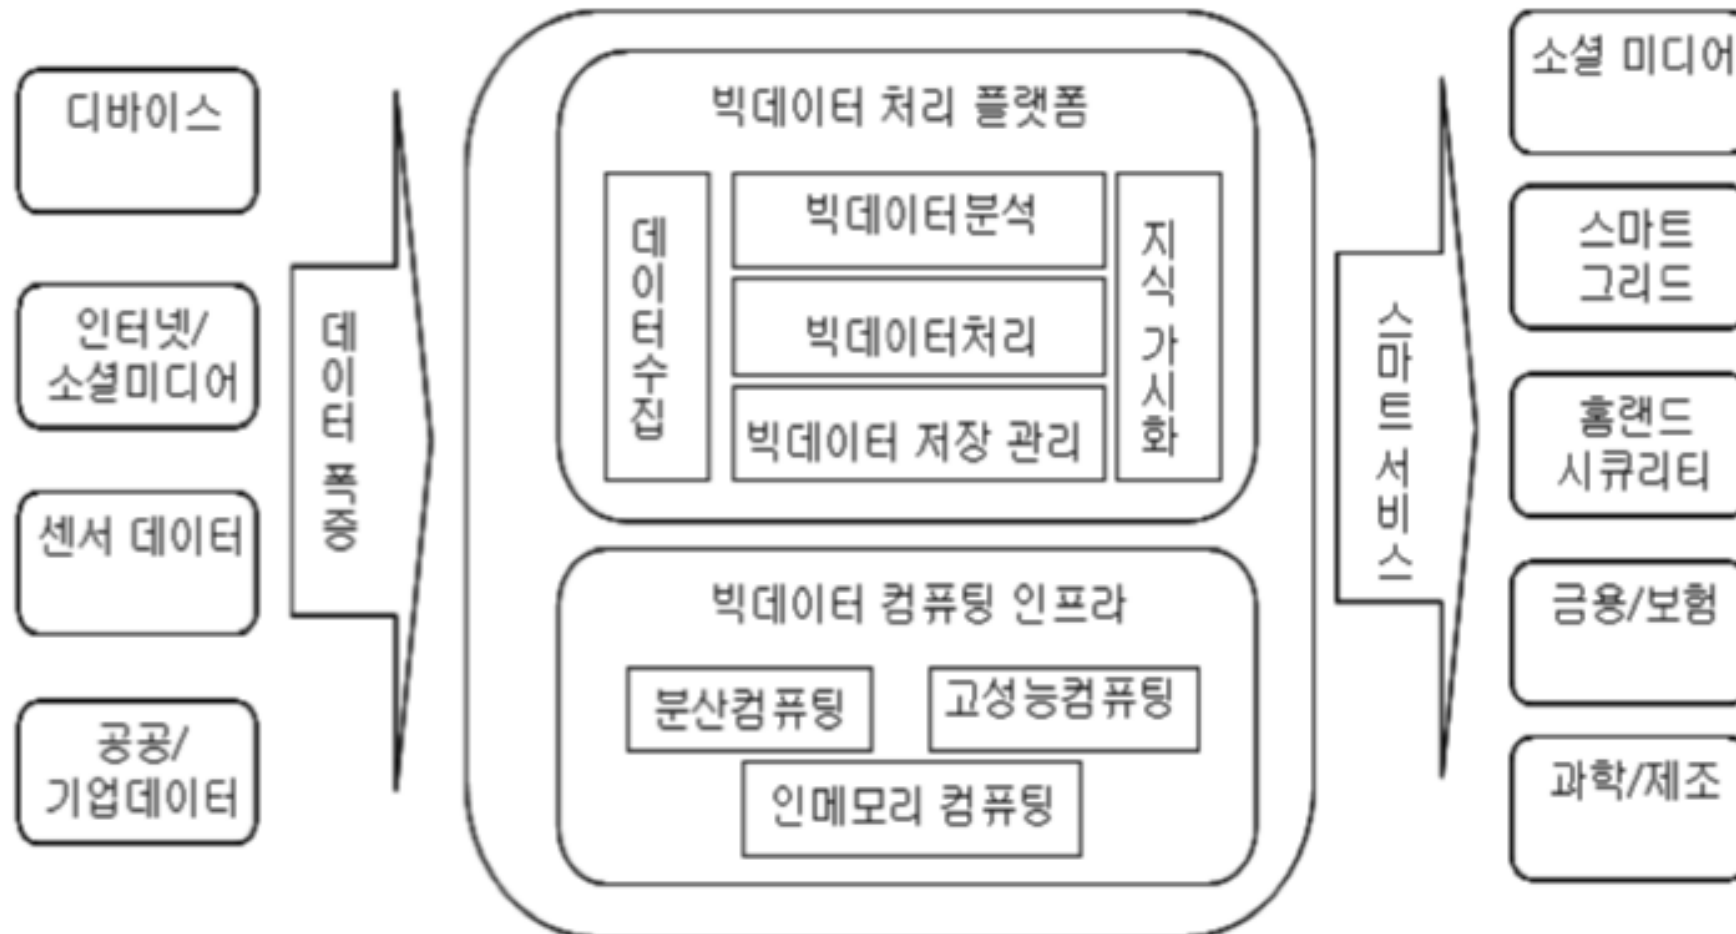 디바이스
인터넷/
소셜미디어
센서 데이터
공공/
기업데이터
데이터 폭증
빅데이터 처리 플랫폼
데이터수집
빅데이터분석
빅데이터처리
빅데이터 저장 관리
지식 가시화
빅데이터 컴퓨팅 인프라
분산컴퓨팅
고성능컴퓨팅
인메모리 컴퓨팅
스마트 서비스
소셜 미디어
스마트
그리드
홈랜드
시큐리티
금용/보험
과학/제조